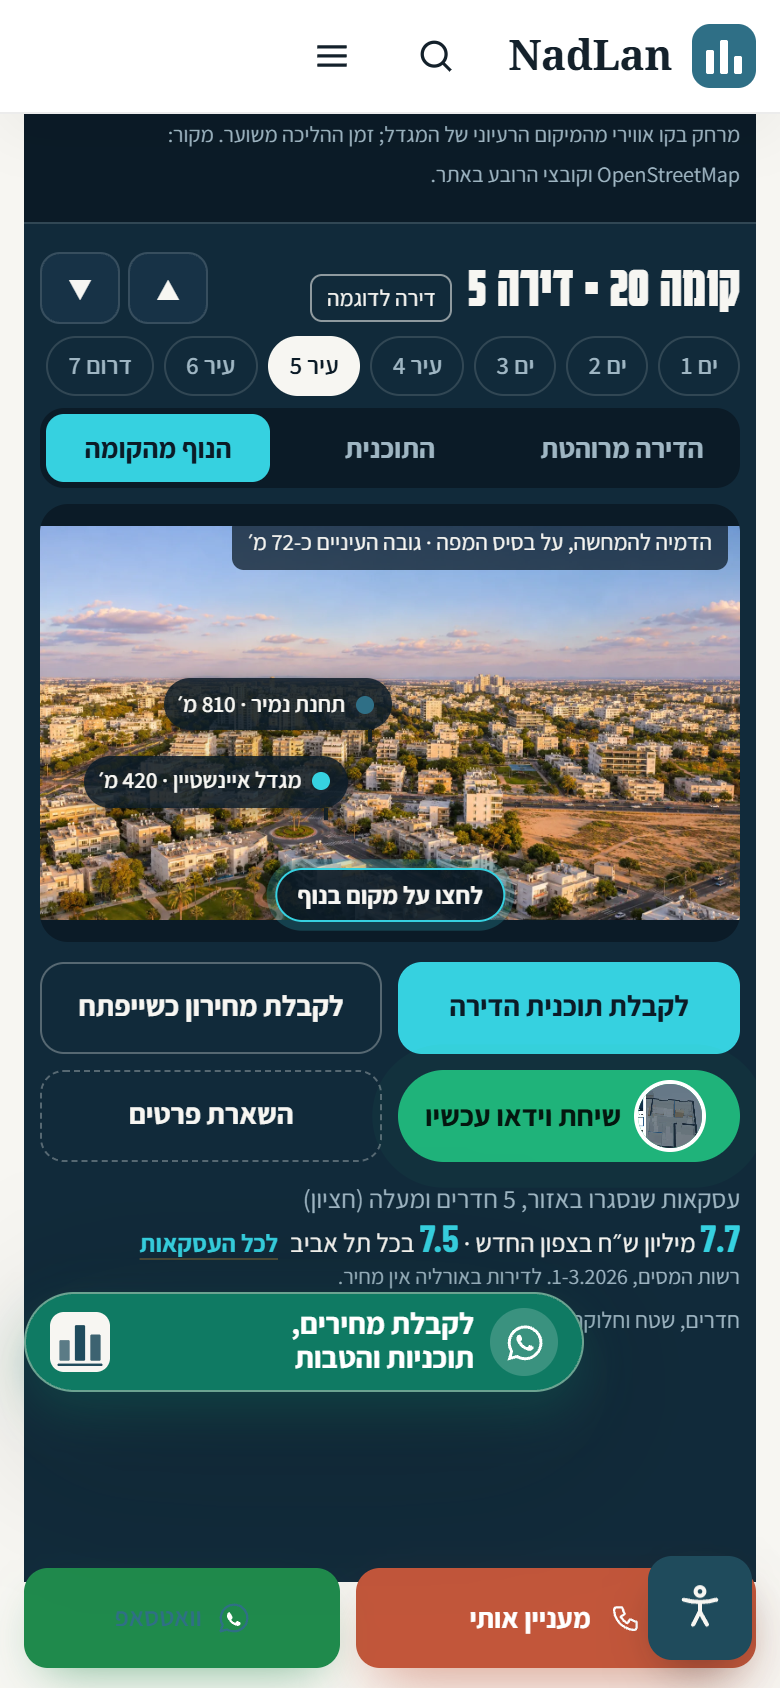 NadLan
מרחק בקו אווירי מהמיקום הרעיוני של המגדל; זמן ההליכה משוער. מקור:
OpenStreetMap וקובצי הרובע באתר.
קומה 20 · דירה 5
דירה לדוגמה
▲ ▼
ים 1 ים 2 ים 3 עיר 4 עיר 5 עיר 6 דרום 7
הדירה מרוהטת התוכנית הנוף מהקומה
הדמיה להמחשה, על בסיס המפה · גובה העיניים כ-72 מ׳
תחנת נמיר · 810 מ׳
מגדל איינשטיין · 420 מ׳
לחצו על מקום בנוף
לקבלת תוכנית הדירה לקבלת מחירון כשייפתח
שיחת וידאו עכשיו השארת פרטים
עסקאות שנסגרו באזור, 5 חדרים ומעלה (חציון)
7.7 מיליון ש״ח בצפון החדש · 7.5 בכל תל אביב לכל העסקאות
רשות המסים, 1-3.2026. לדירות באורליה אין מחיר.
חדרים, שטח
לקבלת מחירים,
תוכניות והטבות
מעניין אותי וואטסאפ